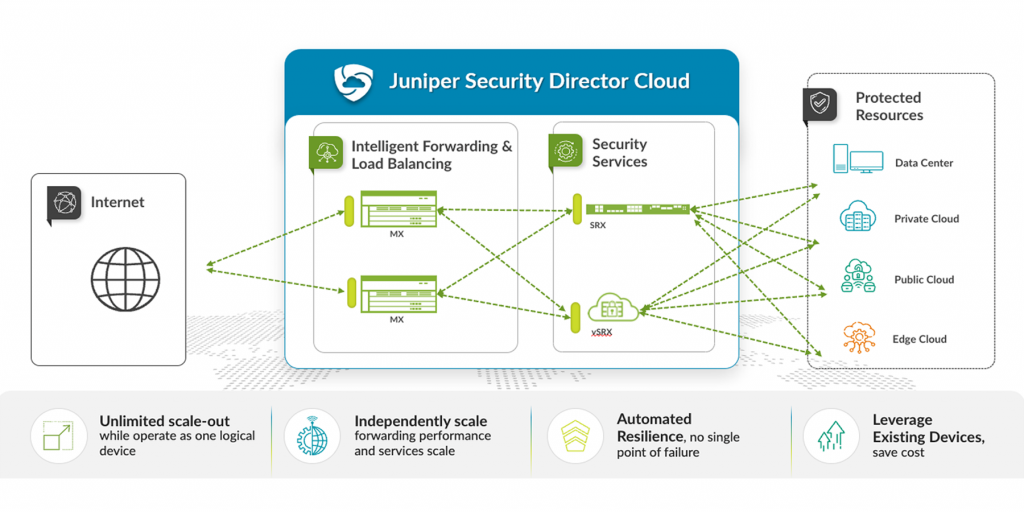 Juniper Security Director Cloud
Internet
Intelligent Forwarding &
Load Balancing
MX
MX
Security
Services
SRX
vSRX
Protected
Resources
Data Center
Private Cloud
Public Cloud
Edge Cloud
Unlimited scale-out
while operate as one logical
device
Independently scale
forwarding performance
and services scale
Automated
Resilience, no single
point of failure
Leverage
Existing Devices,
save cost